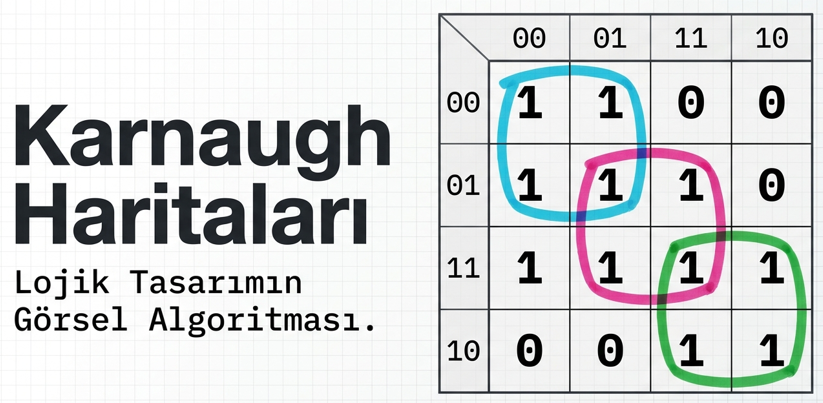 Karnaugh
Haritaları
Lojik Tasarımın
Görsel Algoritması.
00 01 11 10
00 1 1 0 0
01 1 1 1 0
11 1 1 1 1
10 0 0 1 1